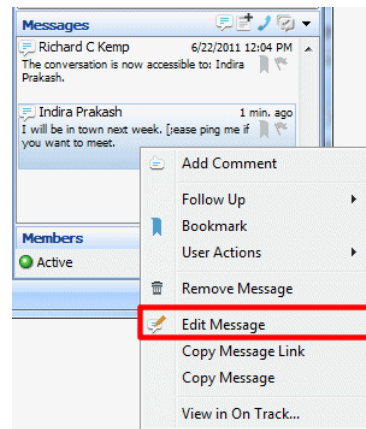 Messages
Richard C Kemp 6/22/2011 12:04 PM
The conversation is now accessible to: Indira
Prakash.
Indira Prakash 1 min. ago
I will be in town next week. [;ease ping me if
you want to meet.
Add Comment
Follow Up
Bookmark
User Actions
Remove Message
Edit Message
Copy Message Link
Copy Message
View in On Track...
Members
Active